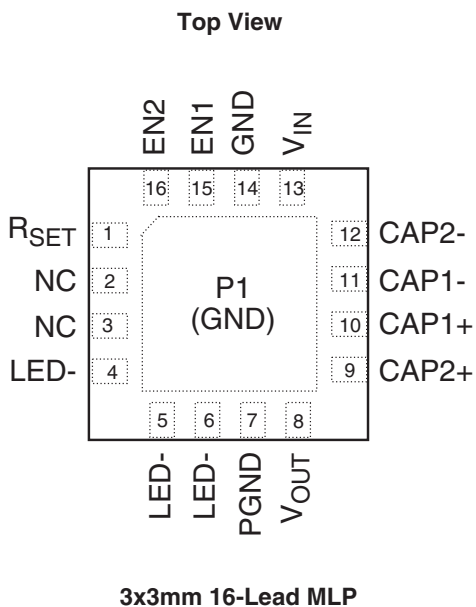 Top View
EN2
EN1
GND
VIN
16
15
14
13
RSET
1
12
CAP2-
NC
2
P1
11
CAP1-
NC
3
(GND)
10
CAP1+
LED-
4
9
CAP2+
5
6
7
8
LED-
LED-
PGND
VOUT
3x3mm 16-Lead MLP